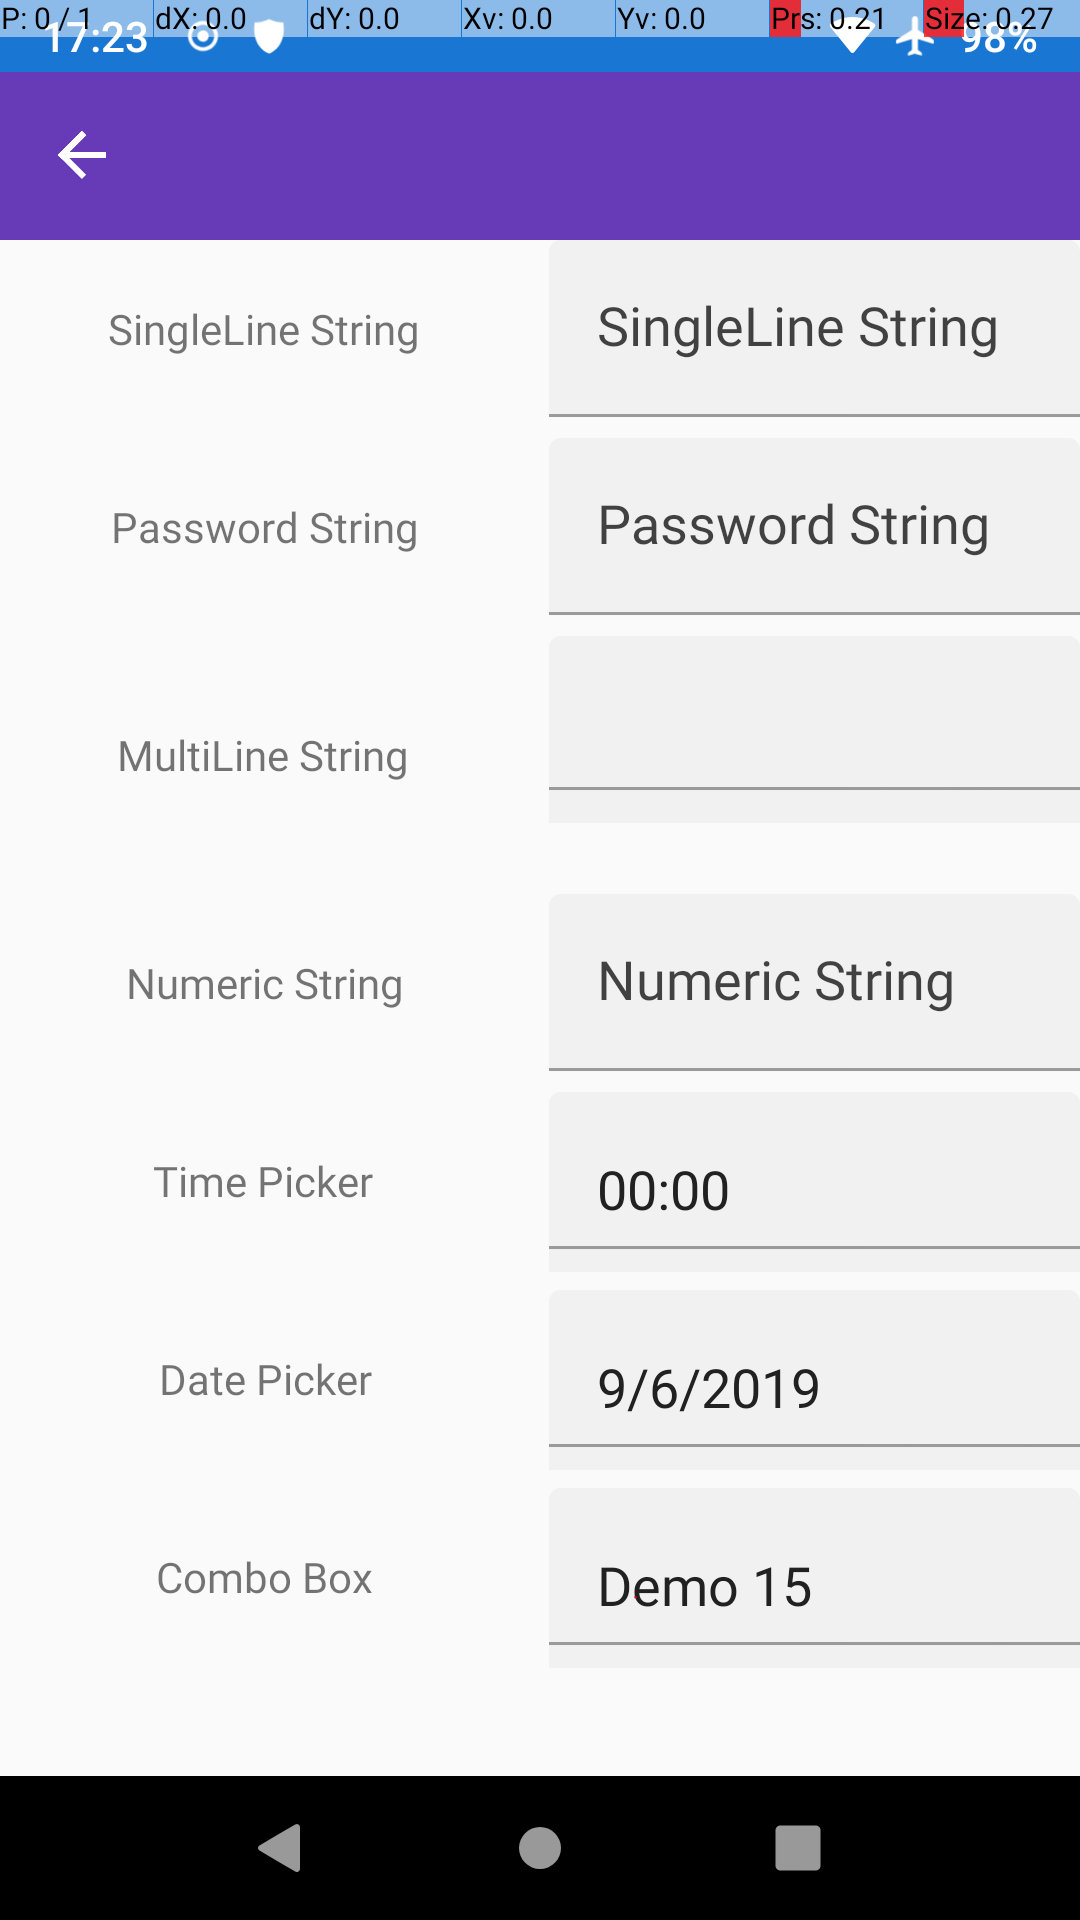 P: 0 / 1 dX: 0.0 dY: 0.0 Xv: 0.0 Yv: 0.0 Prs: 0.21 Size: 0.27
17:23 98%
SingleLine String SingleLine String
Password String Password String
MultiLine String
Numeric String Numeric String
Time Picker 00:00
Date Picker 9/6/2019
Combo Box Demo 15